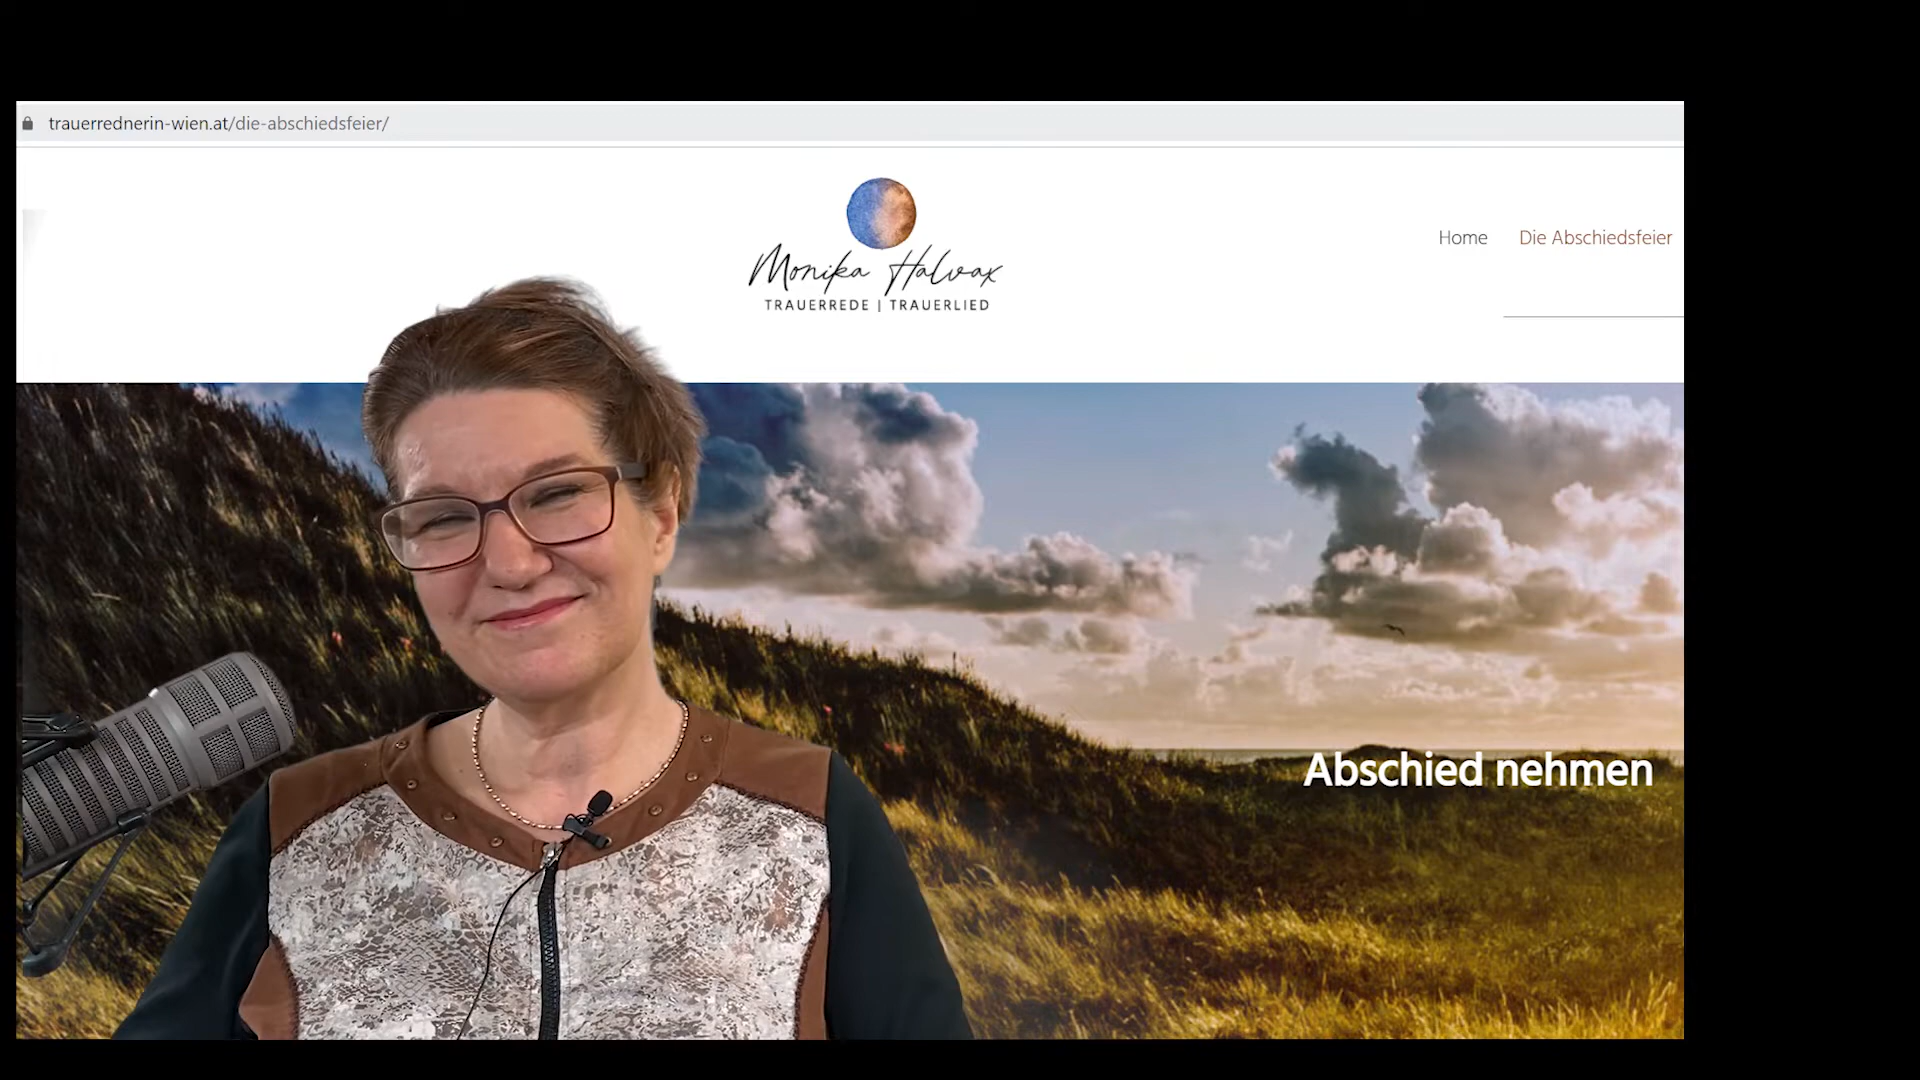 trauerrednerin-wien.at/die-abschiedsfeier/
Monika Halvax
TRAUERREDE | TRAUERLIED
Home Die Abschiedsfeier
Abschied nehmen